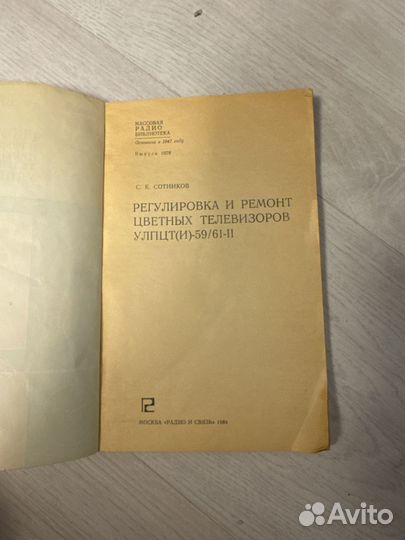 МАССОВАЯ
РАДИО
БИБЛИОТЕКА
Основана в 1947 году
Выпуск 1078
С. К. СОТНИКОВ
РЕГУЛИРОВКА И РЕМОНТ
ЦВЕТНЫХ ТЕЛЕВИЗОРОВ
УЛПЦТ(И)-59/61-II
МОСКВА «РАДИО И СВЯЗЬ» 1984
Avito